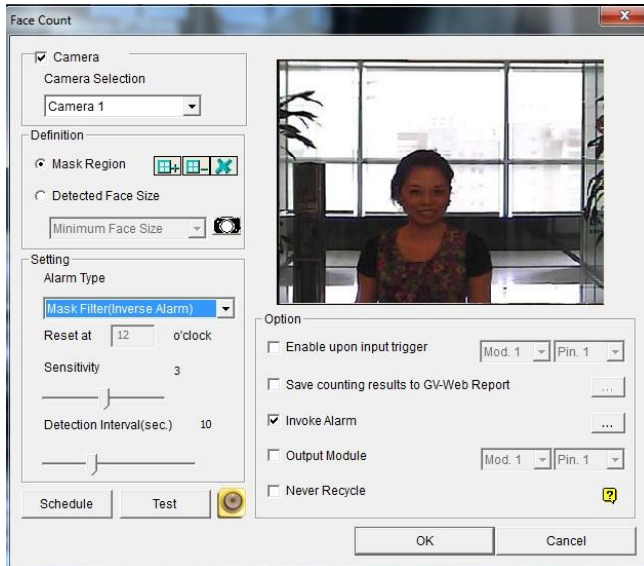 Face Count
Camera
Camera Selection
Camera 1
Definition
Mask Region
Detected Face Size
Minimum Face Size
Setting
Alarm Type
Mask Filter(Inverse Alarm)
Reset at 12 o'clock
Sensitivity 3
Detection Interval(sec.) 10
Schedule Test
Option
Enable upon input trigger Mod. 1 Pin. 1
Save counting results to GV-Web Report ...
Invoke Alarm ...
Output Module Mod. 1 Pin. 1
Never Recycle ?
OK Cancel